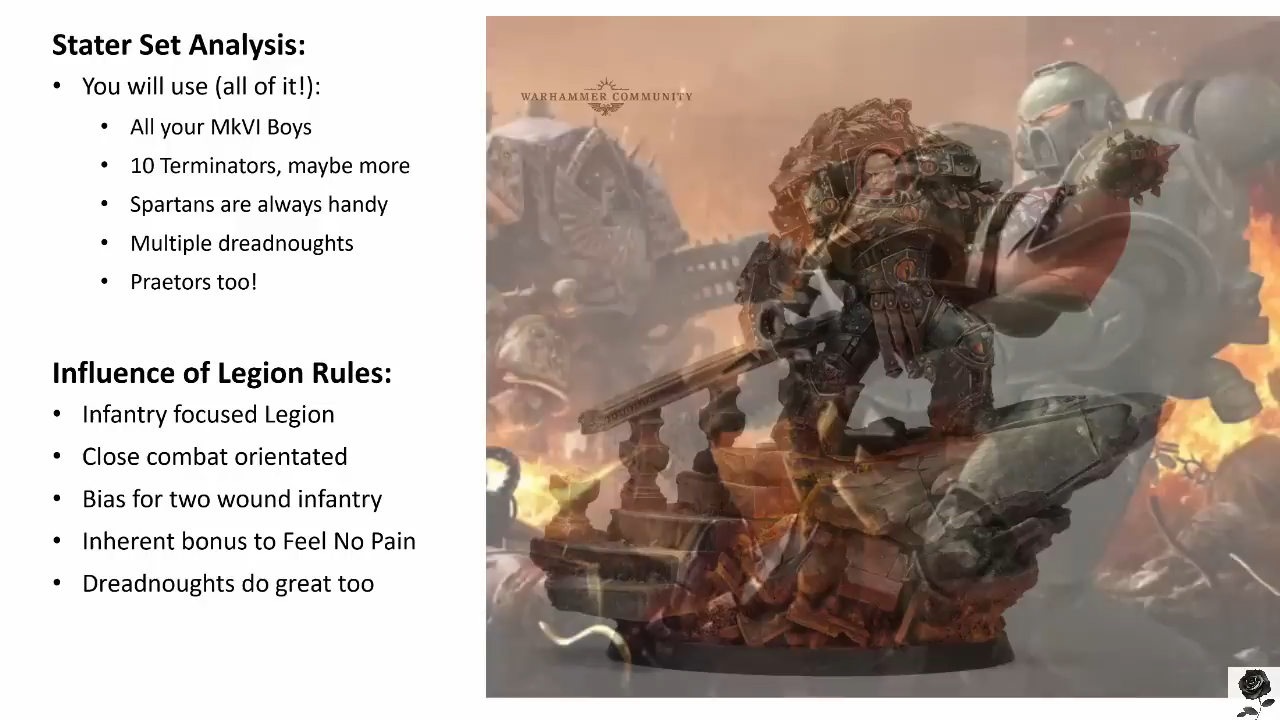 Stater Set Analysis:
• You will use (all of it!):
• All your MkVI Boys
• 10 Terminators, maybe more
• Spartans are always handy
• Multiple dreadnoughts
• Praetors too!
Influence of Legion Rules:
• Infantry focused Legion
• Close combat orientated
• Bias for two wound infantry
• Inherent bonus to Feel No Pain
• Dreadnoughts do great too
WARHAMMER COMMUNITY